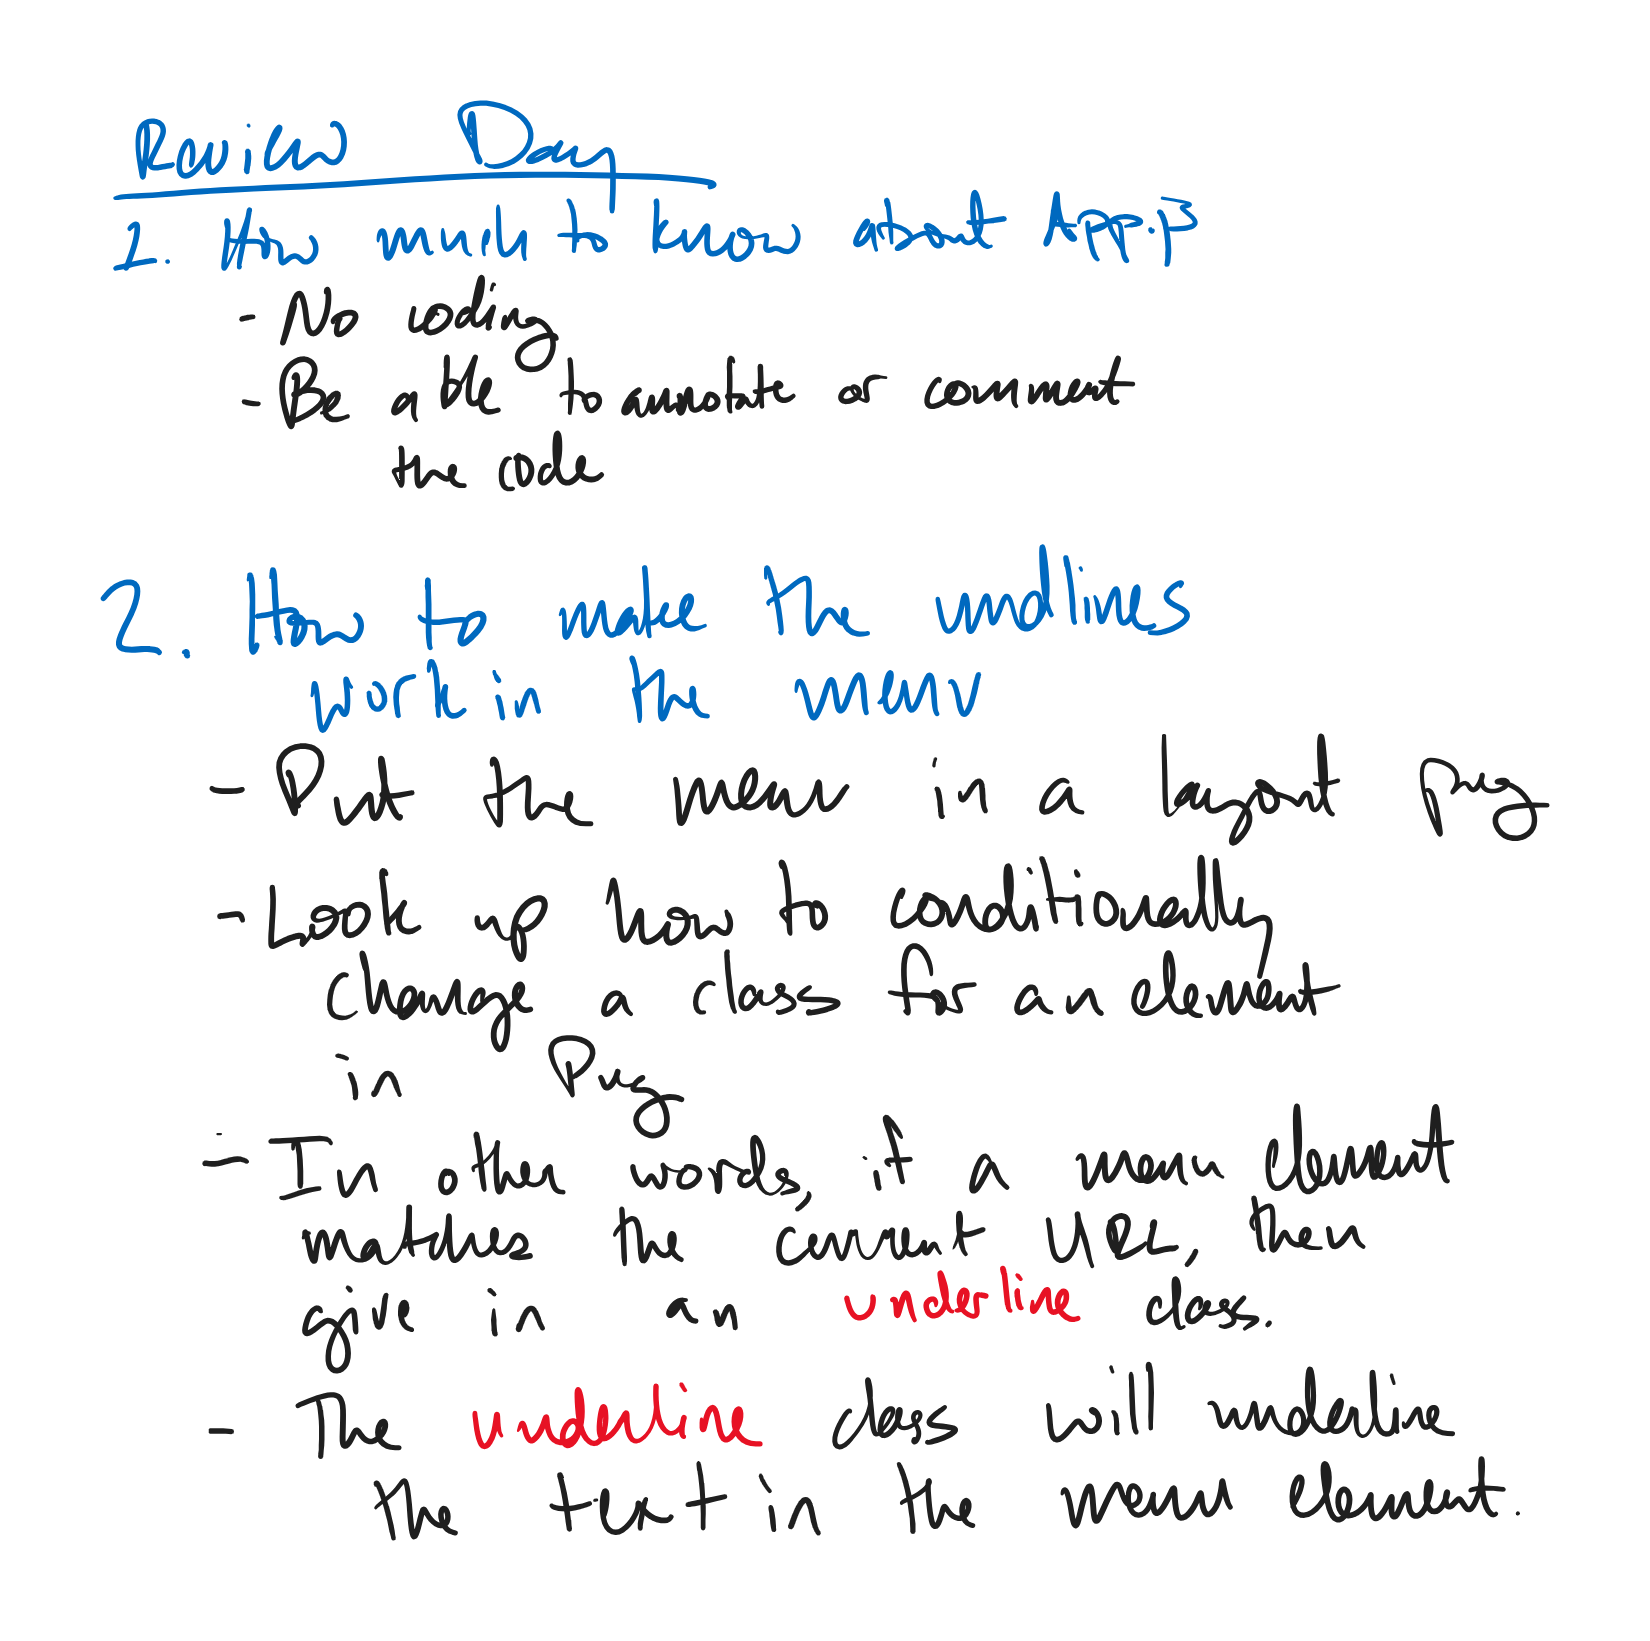 Review Day
1. How much to know about App.js
- No coding
- Be able to annotate or comment
the code
2. How to make the undlines
work in the menu
- Put the menu in a layout pug
- Look up how to conditionally
change a class for an element
in Pug
- In other words, if a menu element
matches the current URL, then
give in an underline class.
- The underline class will underline
the text in the menu element.